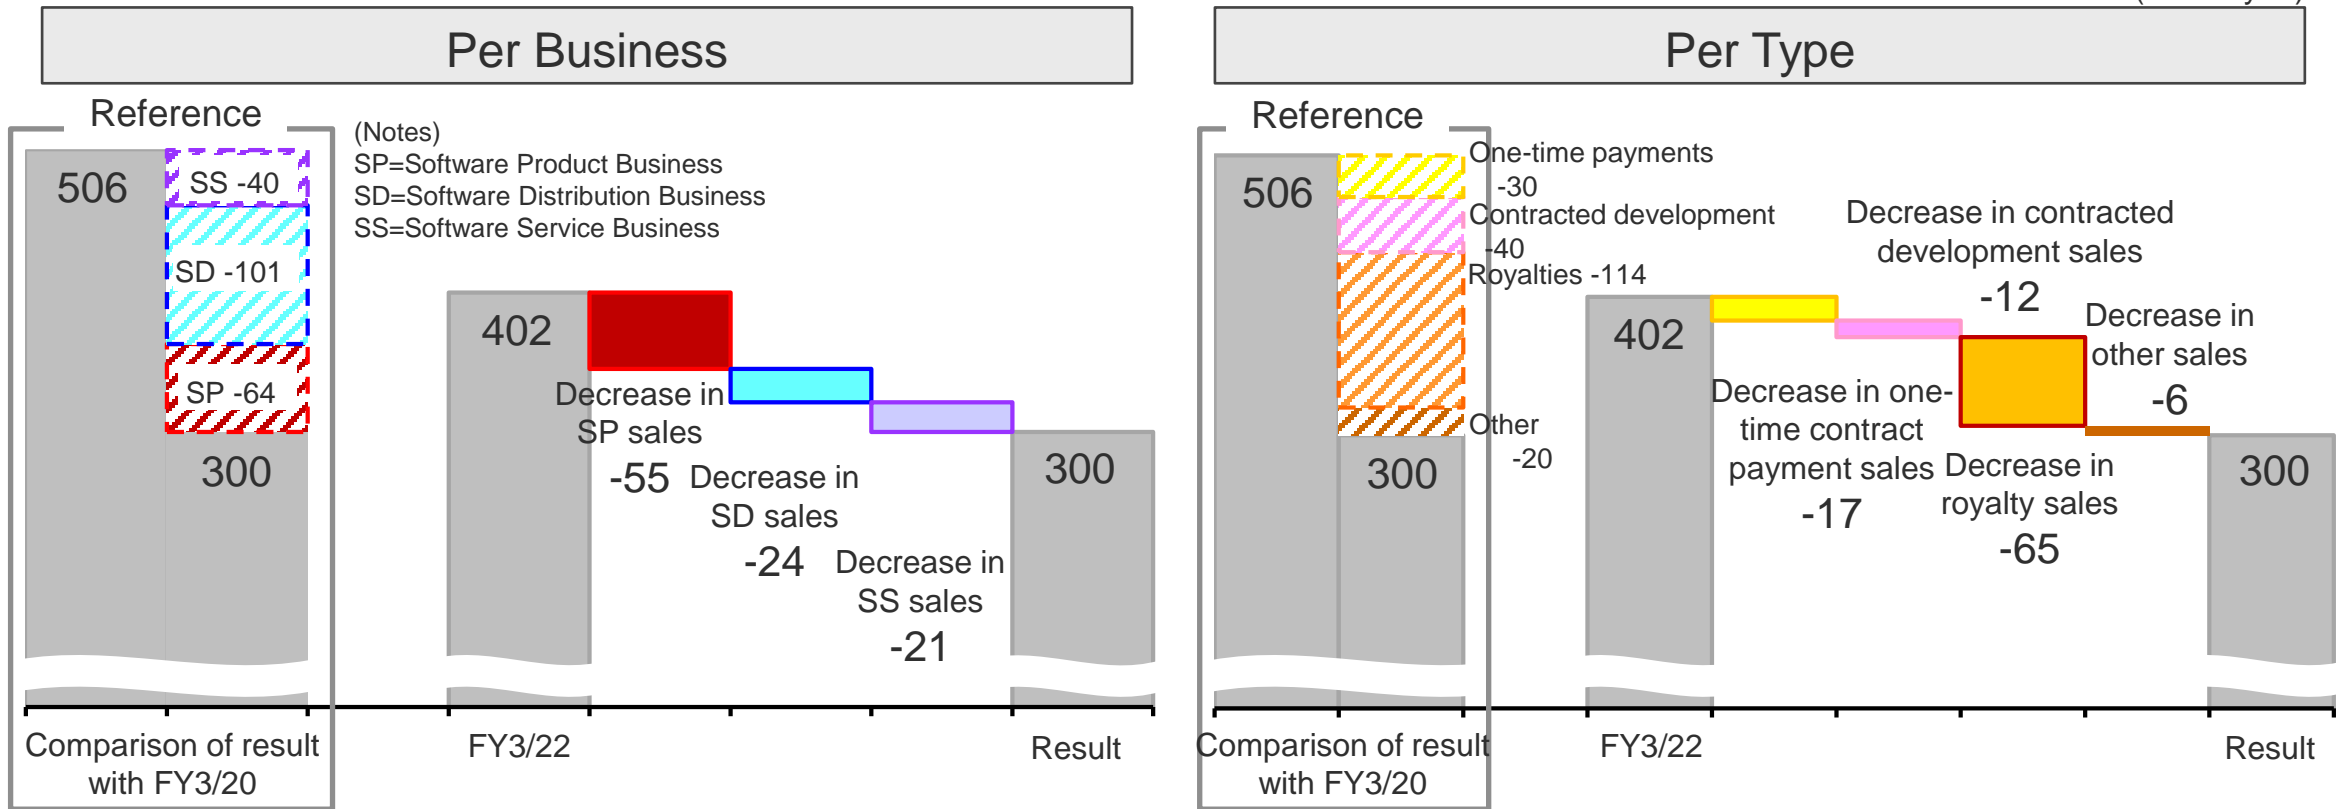 Per Business
Reference
(Notes)
SP=Software Product Business
SD=Software Distribution Business
SS=Software Service Business
506
SS -40
SD -101
SP -64
300
402
Decrease in
SP sales
-55
Decrease in
SD sales
-24
Decrease in
SS sales
-21
300
Comparison of result
with FY3/20
FY3/22
Result
Per Type
Reference
506
One-time payments
-30
Contracted development
-40
Royalties -114
Other
-20
300
402
Decrease in one-
time contract
payment sales
-17
Decrease in contracted
development sales
-12
Decrease in
royalty sales
-65
Decrease in
other sales
-6
300
Comparison of result
with FY3/20
FY3/22
Result